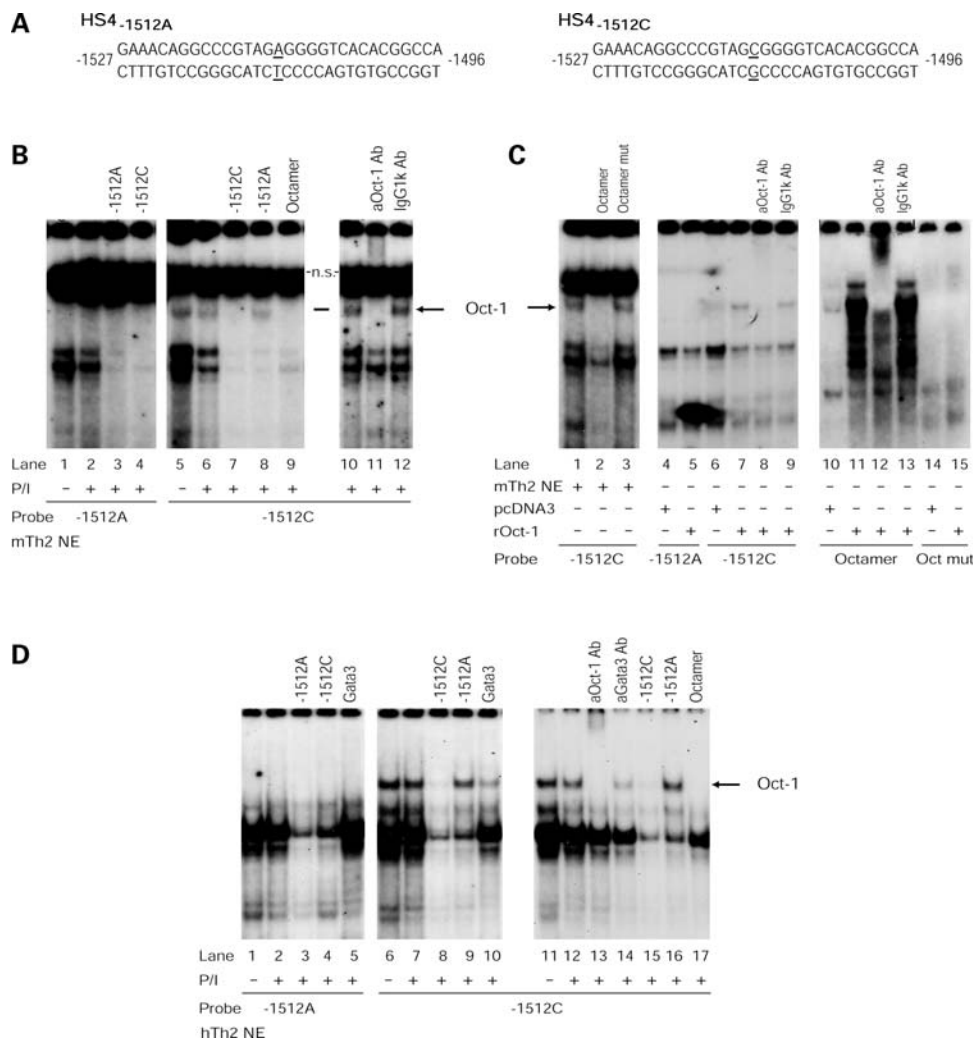 A
HS4 -1512A
HS4 -1512C
GAAACAGGCCCGTAGAGGGGTCACACGGCCA
-1527 -1496
CTTTGTCCGGGCATCTCCCCAGTGTGCCGGT
GAAACAGGCCCGTAGCGGGGTCACACGGCCA
-1527 -1496
CTTTGTCCGGGCATCGCCCCAGTGTGCCGGT
B
-1512A -1512C -1512C -1512A Octamer aOct-1 Ab IgG1k Ab
-n.s.-
Oct-1
Lane 1 2 3 4 5 6 7 8 9 10 11 12
P/I – + + + – + + + + + + +
Probe -1512A -1512C
mTh2 NE
C
Octamer Octamer mut aOct-1 Ab IgG1k Ab aOct-1 Ab IgG1k Ab
Lane 1 2 3 4 5 6 7 8 9 10 11 12 13 14 15
mTh2 NE + + + – – – – – – – – – – – –
pcDNA3 – – – + – + – – – + – – – + –
rOct-1 – – – – + – + + + – + + + – +
Probe -1512C -1512A -1512C Octamer Oct mut
D
-1512A -1512C Gata3 -1512C -1512A Gata3 aOct-1 Ab aGata3 Ab -1512C -1512A Octamer
Oct-1
Lane 1 2 3 4 5 6 7 8 9 10 11 12 13 14 15 16 17
P/I – + + + + – + + + + – + + + + + +
Probe -1512A -1512C
hTh2 NE